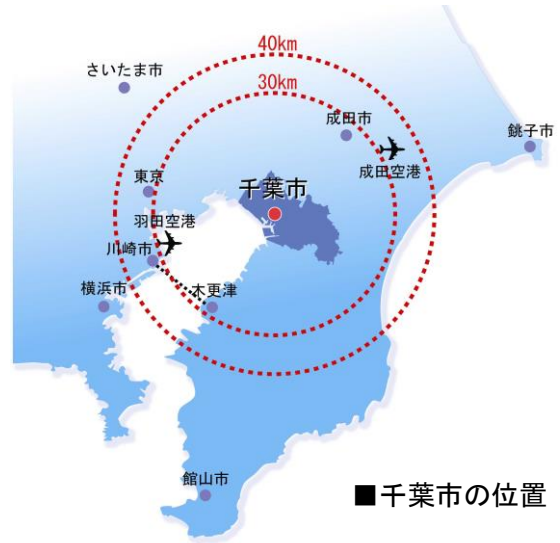 40km
さいたま市
30km
成田市
銚子市
成田空港
東京
千葉市
羽田空港
川崎市
横浜市
木更津
館山市
■千葉市の位置